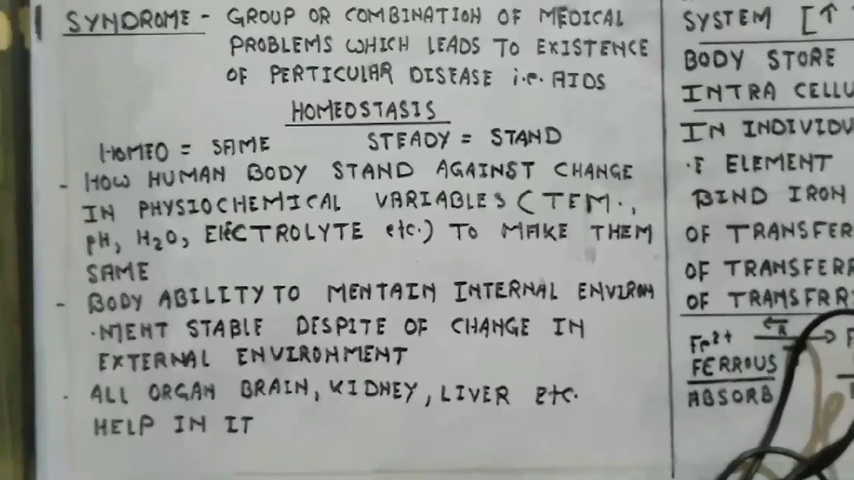 SYNDROME - GROUP OR COMBINATION OF MEDICAL
PROBLEMS WHICH LEADS TO EXISTENCE
OF PERTICULAR DISEASE i.e. AIDS
HOMEOSTASIS
HOMEO = SAME STEADY = STAND
- HOW HUMAN BODY STAND AGAINST CHANGE
IN PHYSIOCHEMICAL VARIABLES (TEM.,
pH, H₂O, ELECTROLYTE etc.) TO MAKE THEM
SAME
- BODY ABILITY TO MENTAIN INTERNAL ENVIRON
-MENT STABLE DESPITE OF CHANGE IN
EXTERNAL ENVIRONMENT
- ALL ORGAN BRAIN, KIDNEY, LIVER ETC.
HELP IN IT
SYSTEM [↑
BODY STORE
INTRA CELLU
IN INDIVIDU
ELEMENT
BIND IRON
OF TRANSFER
OF TRANSFERR
OF TRAMSFRR
Fe²⁺
FERROUS
ABSORB